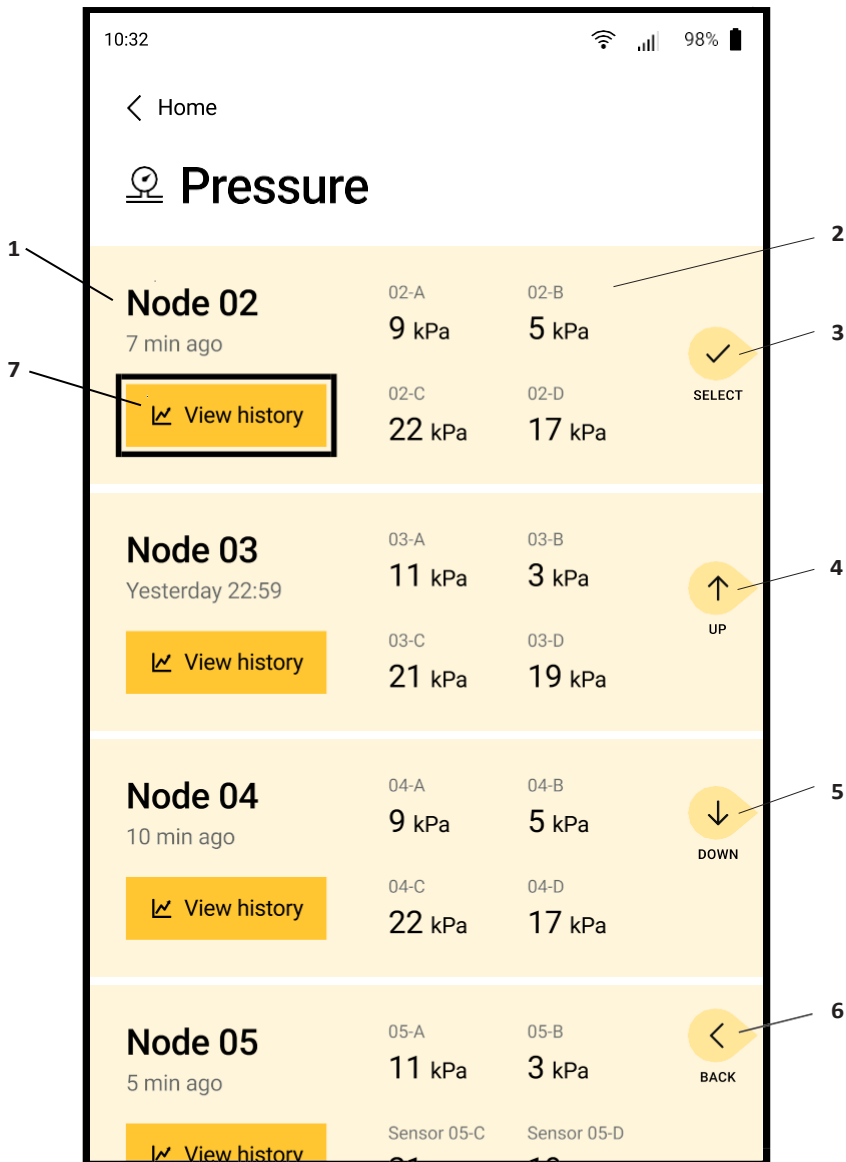 10:32 98%
Home
Pressure
1
2
Node 02
7 min ago
02-A 02-B
9 kPa 5 kPa
3
SELECT
7
View history
02-C 02-D
22 kPa 17 kPa
Node 03
Yesterday 22:59
03-A 03-B
11 kPa 3 kPa
4
UP
View history
03-C 03-D
21 kPa 19 kPa
Node 04
10 min ago
04-A 04-B
9 kPa 5 kPa
5
DOWN
View history
04-C 04-D
22 kPa 17 kPa
Node 05
5 min ago
05-A 05-B
11 kPa 3 kPa
6
BACK
View history
Sensor 05-C Sensor 05-D